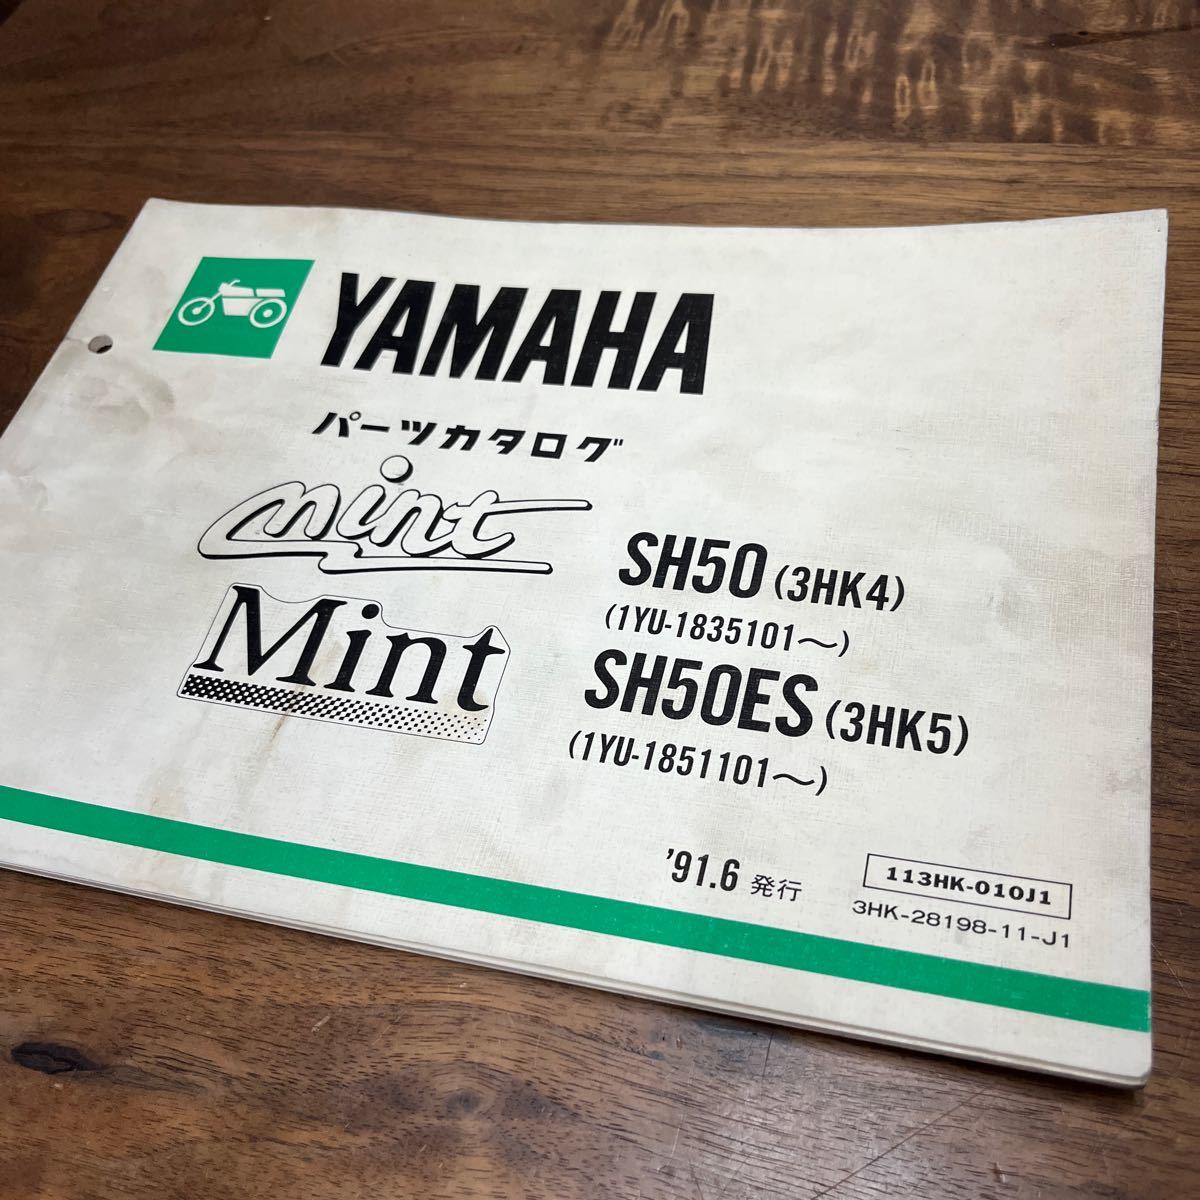 YAMAHA
パーツカタログ
mint
Mint
SH50 (3HK4)
(1YU-1835101～)
SH50ES (3HK5)
(1YU-1851101～)
'91.6 発行
113HK-010J1
3HK-28198-11-J1